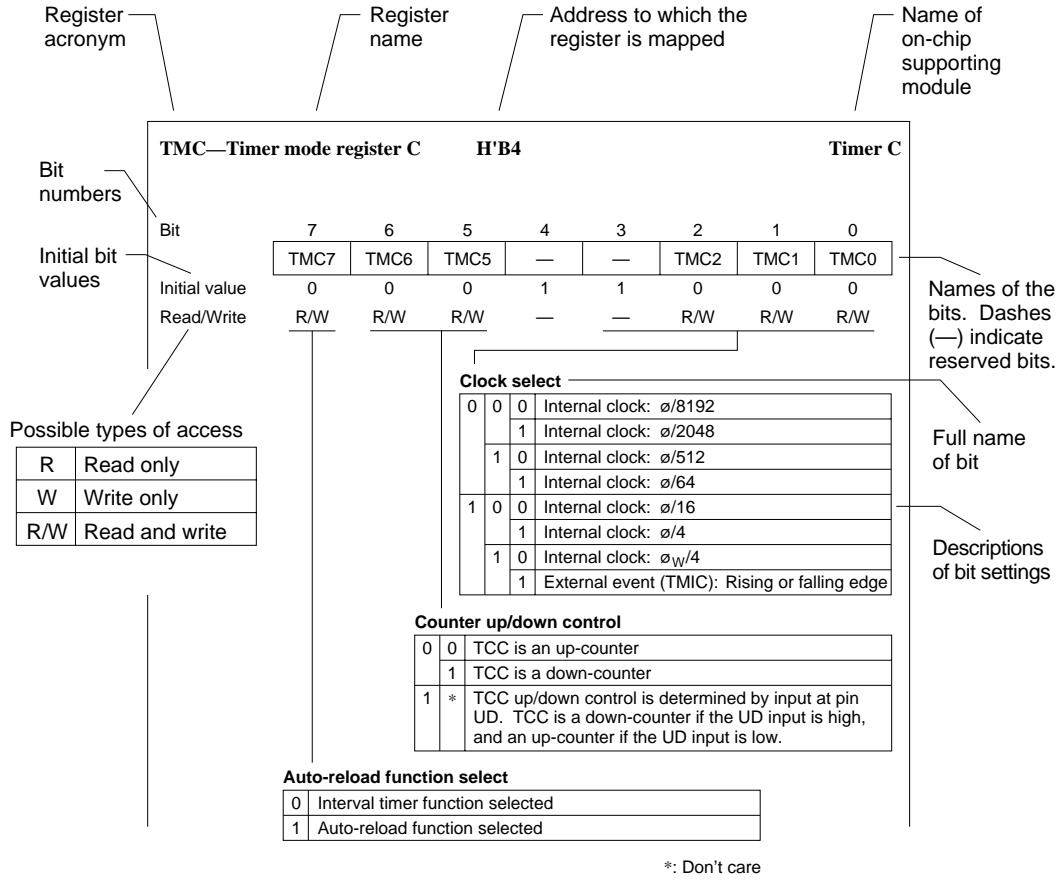 Register
acronym
Register
name
Address to which the
register is mapped
Name of
on-chip
supporting
module
TMC—Timer mode register C H'B4 Timer C
Bit
numbers
Bit 7 6 5 4 3 2 1 0
Initial bit
values
TMC7 TMC6 TMC5 — — TMC2 TMC1 TMC0
Initial value 0 0 0 1 1 0 0 0
Read/Write R/W R/W R/W — — R/W R/W R/W
Names of the
bits. Dashes
(—) indicate
reserved bits.
Possible types of access
R Read only
W Write only
R/W Read and write
Clock select
0 0 0 Internal clock: ø/8192
1 Internal clock: ø/2048
1 0 Internal clock: ø/512
1 Internal clock: ø/64
1 0 0 Internal clock: ø/16
1 Internal clock: ø/4
1 0 Internal clock: øW/4
1 External event (TMIC): Rising or falling edge
Full name
of bit
Descriptions
of bit settings
Counter up/down control
0 0 TCC is an up-counter
1 TCC is a down-counter
1 * TCC up/down control is determined by input at pin
UD. TCC is a down-counter if the UD input is high,
and an up-counter if the UD input is low.
Auto-reload function select
0 Interval timer function selected
1 Auto-reload function selected
*: Don't care